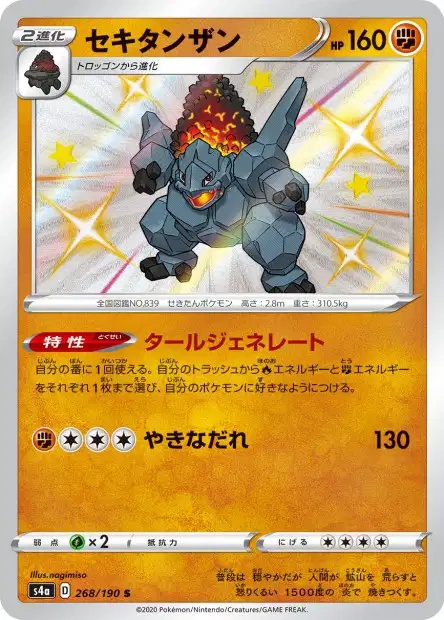 2進化
セキタンザン
HP 160
トロッゴンから進化
全国図鑑NO.839 せきたんポケモン 高さ:2.8m 重さ:310.5kg
特性 とくせい タールジェネレート
自分の番に1回使える。自分のトラッシュから🔥エネルギーと✊エネルギー
をそれぞれ1枚まで選び、自分のポケモンに好きなようにつける。
やきなだれ 130
弱点 ×2 抵抗力 にげる
Illus.nagimiso
s4a D 268/190 S
普段は 穏やかだが 人間が 鉱山を 荒らすと
怒りくるい 1500度の 炎で 焼きつくす。
©2020 Pokémon/Nintendo/Creatures/GAME FREAK.